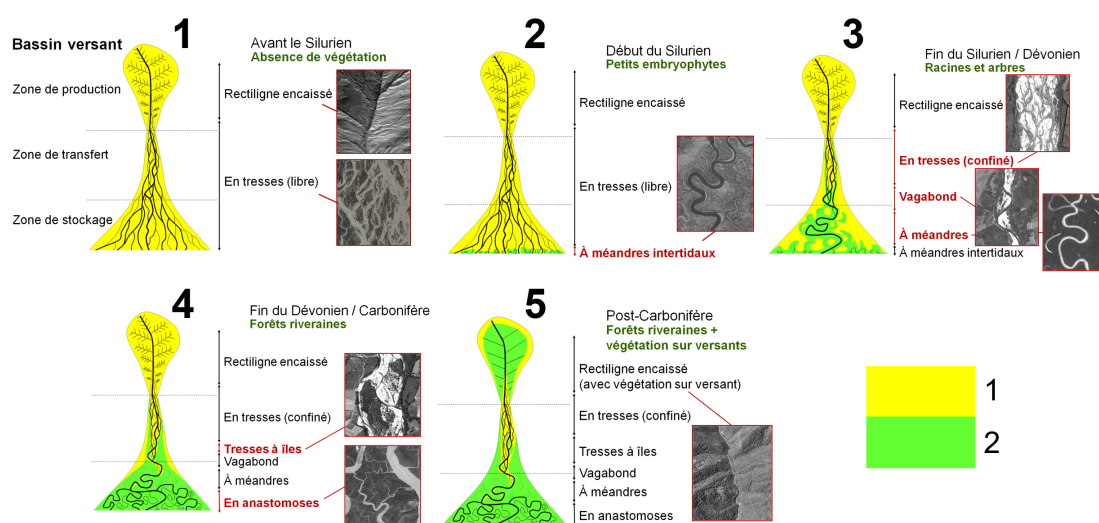 Bassin versant
Zone de production
Zone de transfert
Zone de stockage
1
Avant le Silurien
Absence de végétation
Rectiligne encaissé
En tresses (libre)
2
Début du Silurien
Petits embryophytes
Rectiligne encaissé
En tresses (libre)
À méandres intertidaux
3
Fin du Silurien / Dévonien
Racines et arbres
Rectiligne encaissé
En tresses (confiné)
Vagabond
À méandres
À méandres intertidaux
4
Fin du Dévonien / Carbonifère
Forêts riveraines
Rectiligne encaissé
En tresses (confiné)
Tresses à îles
Vagabond
À méandres
En anastomoses
5
Post-Carbonifère
Forêts riveraines +
végétation sur versants
Rectiligne encaissé
(avec végétation sur versant)
En tresses (confiné)
Tresses à îles
Vagabond
À méandres
En anastomoses
1
2